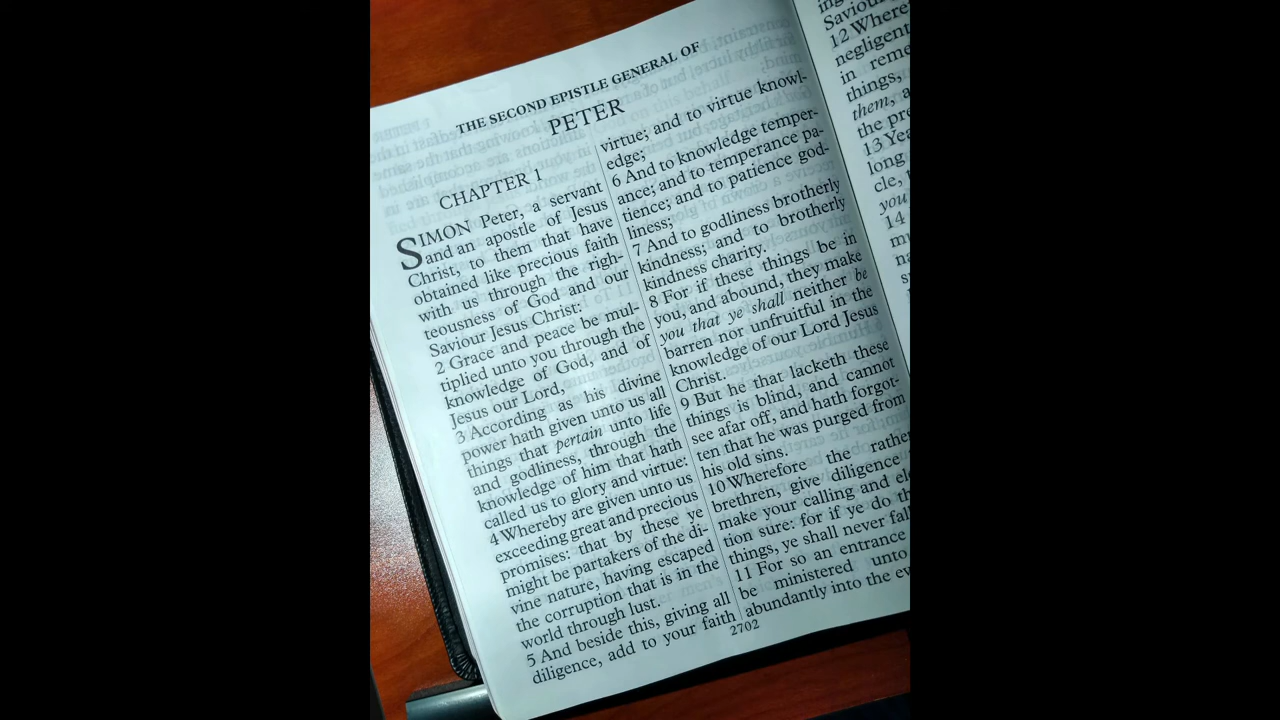 THE SECOND EPISTLE GENERAL OF
PETER
CHAPTER 1
SIMON Peter, a servant
and an apostle of Jesus
Christ, to them that have
obtained like precious faith
with us through the righ-
teousness of God and our
Saviour Jesus Christ:
2 Grace and peace be mul-
tiplied unto you through the
knowledge of God, and of
Jesus our Lord,
3 According as his divine
power hath given unto us all
things that pertain unto life
and godliness, through the
knowledge of him that hath
called us to glory and virtue:
4 Whereby are given unto us
exceeding great and precious
promises: that by these ye
might be partakers of the di-
vine nature, having escaped
the corruption that is in the
world through lust.
5 And beside this, giving all
diligence, add to your faith
virtue; and to virtue knowl-
edge;
6 And to knowledge temper-
ance; and to temperance pa-
tience; and to patience god-
liness;
7 And to godliness brotherly
kindness; and to brotherly
kindness charity.
8 For if these things be in
you, and abound, they make
you that ye shall neither be
barren nor unfruitful in the
knowledge of our Lord Jesus
Christ.
9 But he that lacketh these
things is blind, and cannot
see afar off, and hath forgot-
ten that he was purged from
his old sins.
10 Wherefore the rather
brethren, give diligence
make your calling and el
tion sure: for if ye do th
things, ye shall never fal
11 For so an entrance
be ministered unto
abundantly into the ev
2702
ing
Saviou
12 Where
negligent
in reme
things,
them, a
the pre
13 Yea
long
cle,
you
14
my
na